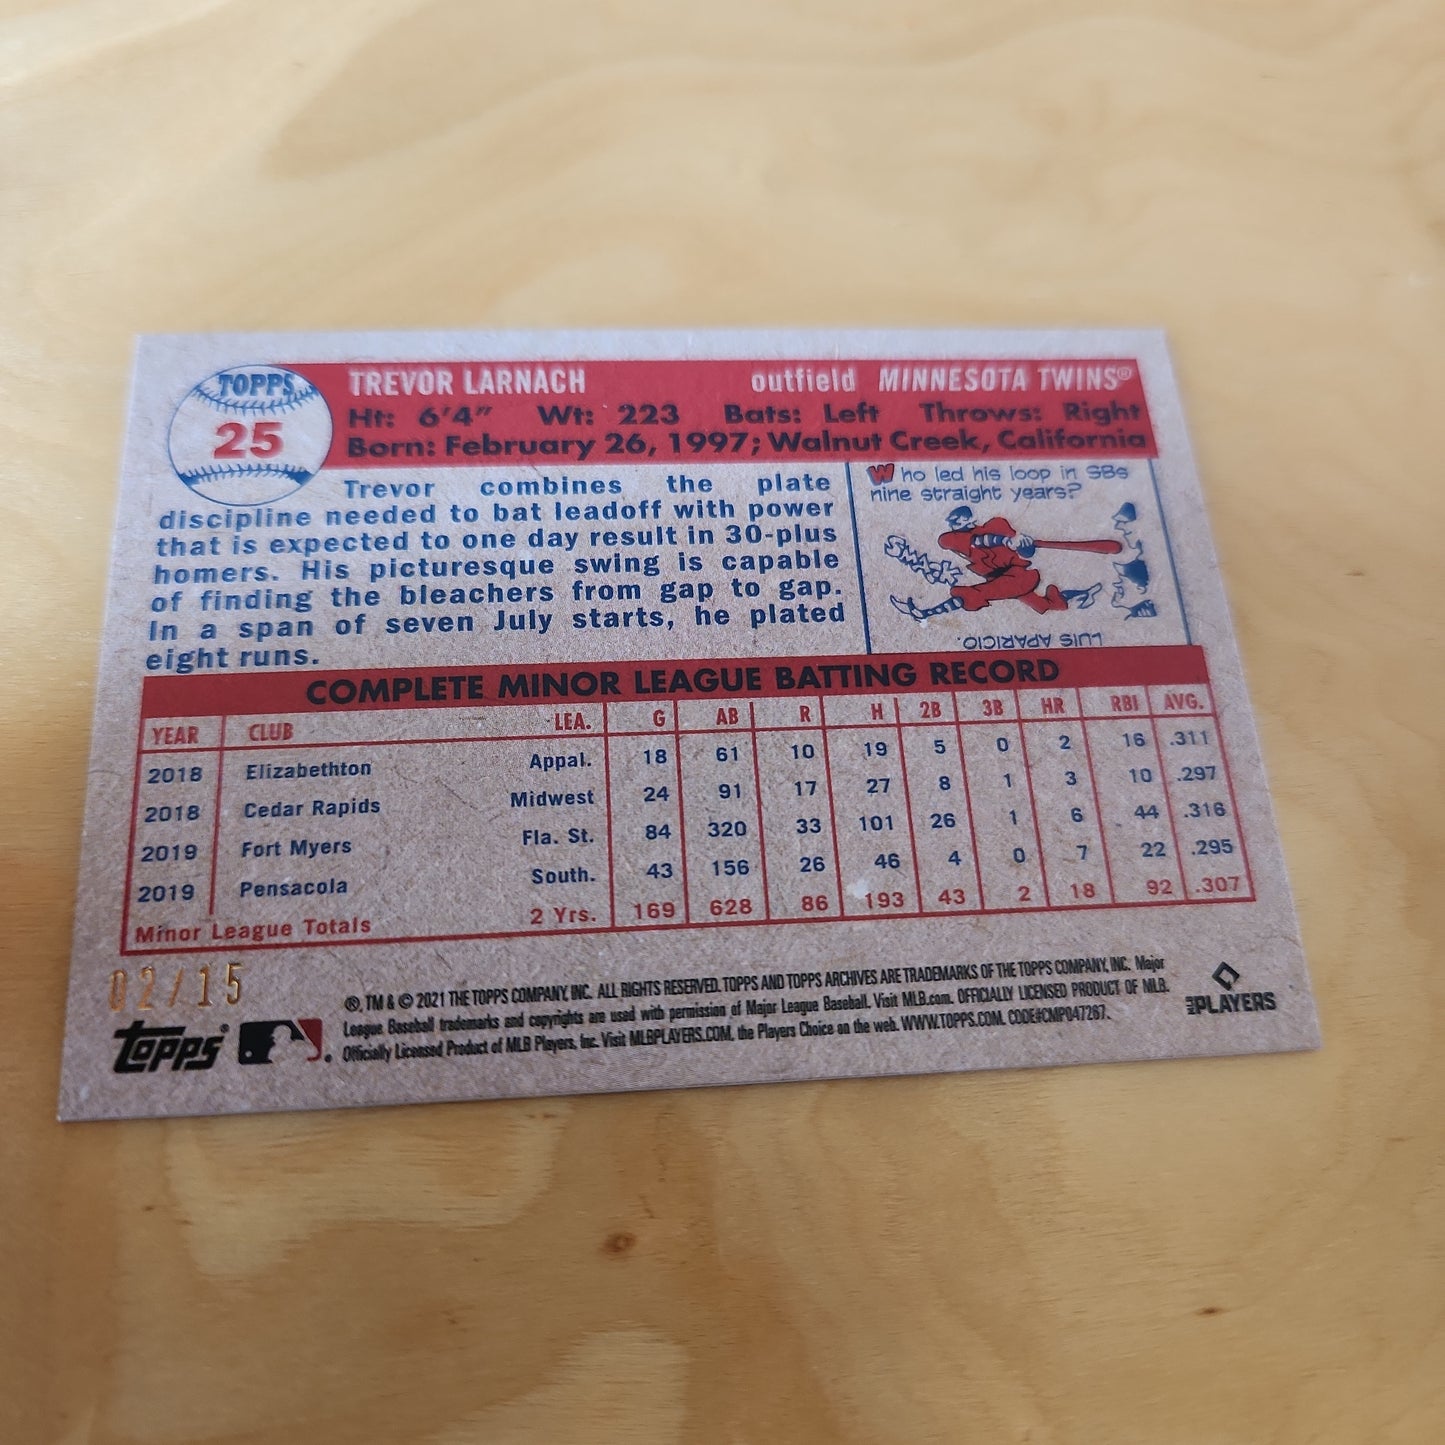 TOPPS
25
TREVOR LARNACH outfield MINNESOTA TWINS®
Ht: 6'4" Wt: 223 Bats: Left Throws: Right
Born: February 26, 1997; Walnut Creek, California
Trevor combines the plate
discipline needed to bat leadoff with power
that is expected to one day result in 30-plus
homers. His picturesque swing is capable
of finding the bleachers from gap to gap.
In a span of seven July starts, he plated
eight runs.
Who led his loop in SBs
nine straight years?
SMACK
LUIS APARICIO.
COMPLETE MINOR LEAGUE BATTING RECORD
YEAR CLUB LEA. G AB R H 2B 3B HR RBI AVG.
2018 Elizabethton Appal. 18 61 10 19 5 0 2 16 .311
2018 Cedar Rapids Midwest 24 91 17 27 8 1 3 10 .297
2019 Fort Myers Fla. St. 84 320 33 101 26 1 6 44 .316
2019 Pensacola South. 43 156 26 46 4 0 7 22 .295
Minor League Totals 2 Yrs. 169 628 86 193 43 2 18 92 .307
02/15
®, TM & © 2021 THE TOPPS COMPANY, INC. ALL RIGHTS RESERVED. TOPPS AND TOPPS ARCHIVES ARE TRADEMARKS OF THE TOPPS COMPANY, INC. Major
League Baseball trademarks and copyrights are used with permission of Major League Baseball. Visit MLB.com. OFFICIALLY LICENSED PRODUCT OF MLB
Officially Licensed Product of MLB Players, Inc. Visit MLBPLAYERS.COM, the Players Choice on the web. WWW.TOPPS.COM. CODE#CMP047267.
topps®
MLB PLAYERS